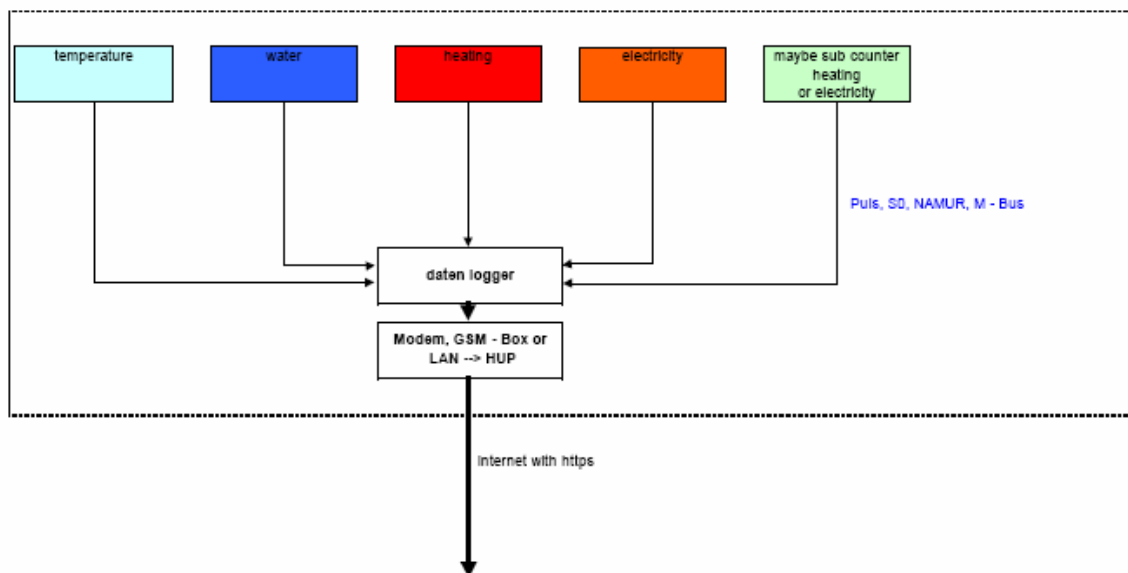 temperature
water
heating
electricity
maybe sub counter
heating
or electricity
Puls, S0, NAMUR, M - Bus
daten logger
Modem, GSM - Box or
LAN --> HUP
Internet with https